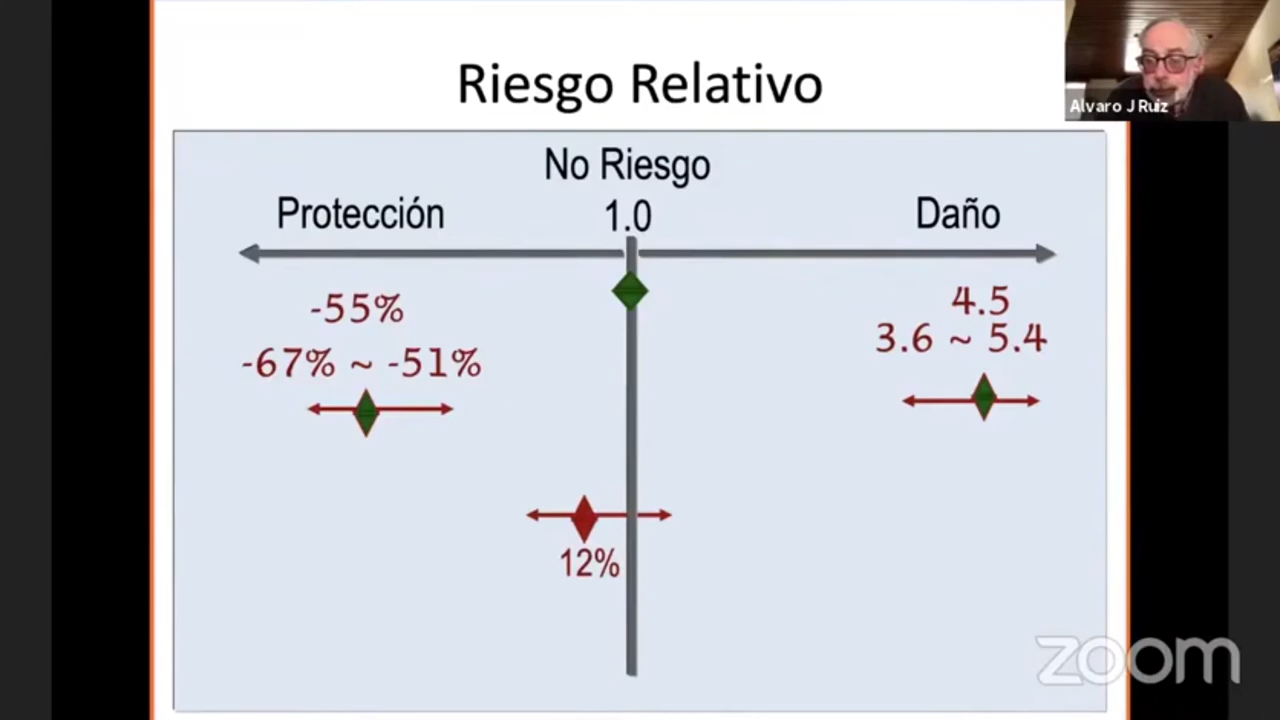 Riesgo Relativo
Alvaro J Ruiz
No Riesgo
Protección
1.0
Daño
-55%
-67% ~ -51%
4.5
3.6 ~ 5.4
12%
zoom